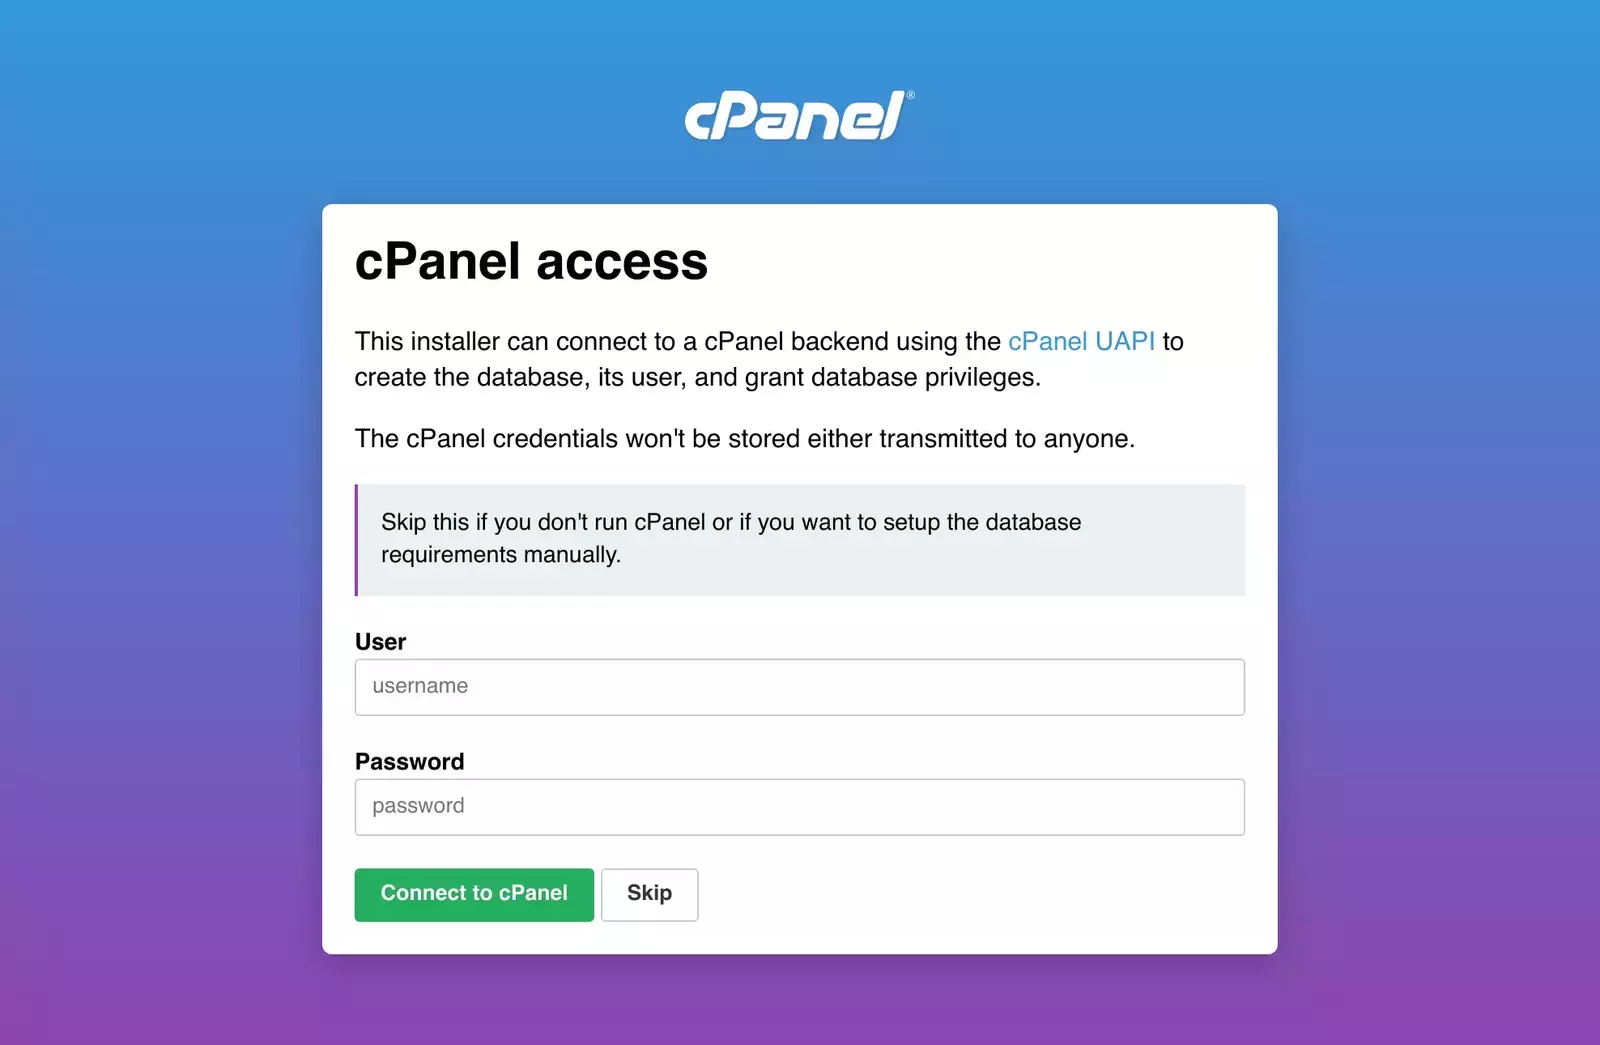 cPanel®
cPanel access
This installer can connect to a cPanel backend using the cPanel UAPI to
create the database, its user, and grant database privileges.
The cPanel credentials won't be stored either transmitted to anyone.
Skip this if you don't run cPanel or if you want to setup the database
requirements manually.
User
username
Password
password
Connect to cPanel Skip